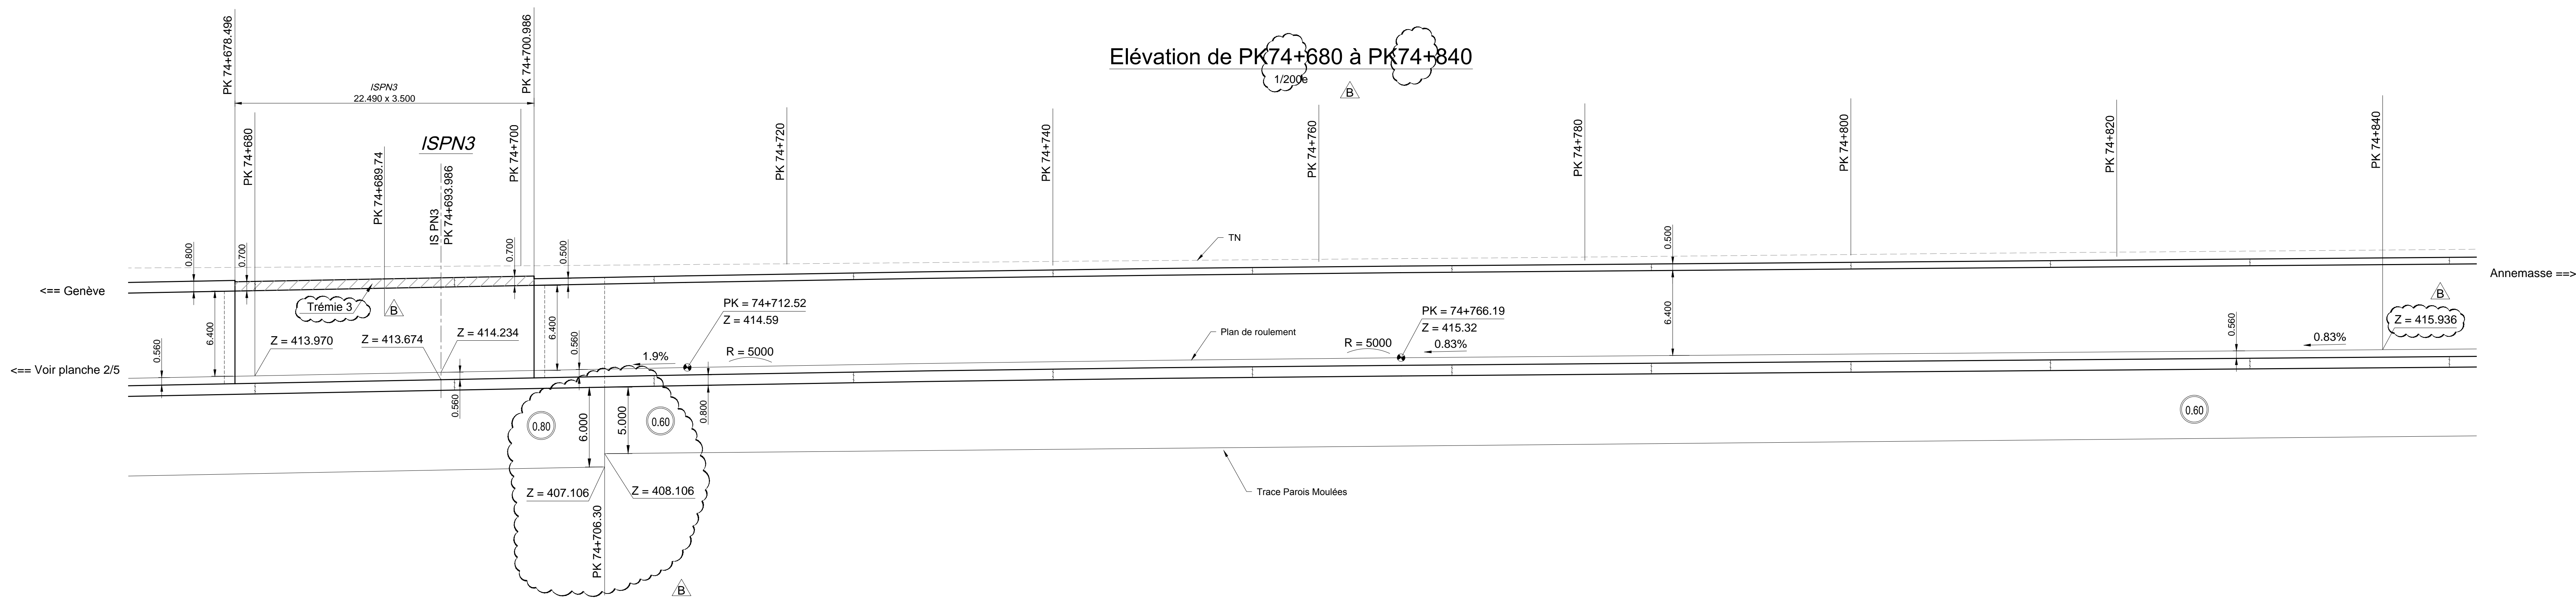 Elévation de PK74+680 à PK74+840
1/200e
B
PK 74+678.496
PK 74+700.986
ISPN3
22.490 x 3.500
ISPN3
PK 74+680
PK 74+689.74
IS PN3
PK 74+693.986
PK 74+700
PK 74+720
PK 74+740
PK 74+760
PK 74+780
PK 74+800
PK 74+820
PK 74+840
0.800
0.700
0.700
0.500
TN
0.500
<== Genève
Annemasse ==>
Trémie 3
B
B
6.400
6.400
6.400
PK = 74+712.52
Z = 414.59
PK = 74+766.19
Z = 415.32
Z = 415.936
Z = 413.970
Z = 413.674
Z = 414.234
Plan de roulement
<== Voir planche 2/5
0.560
0.560
0.560
0.560
1.9%
R = 5000
R = 5000
0.83%
0.83%
0.800
0.80
6.000
5.000
0.60
0.60
Z = 407.106
Z = 408.106
Trace Parois Moulées
PK 74+706.30
B